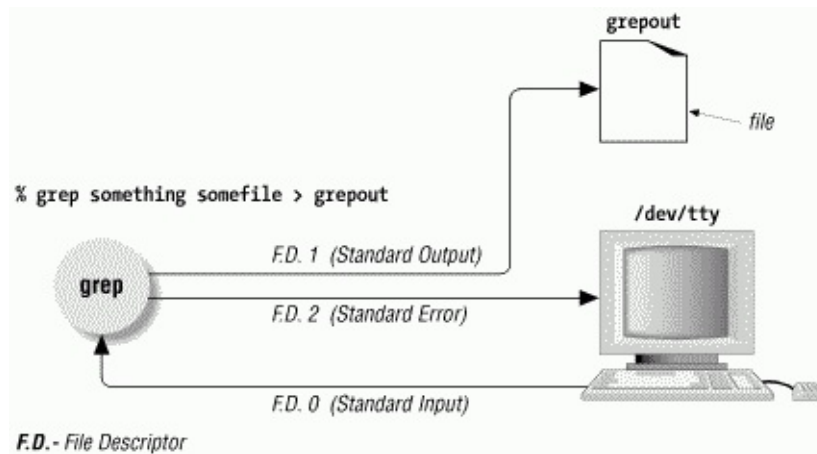 grepout
file
% grep something somefile > grepout
/dev/tty
F.D. 1 (Standard Output)
grep
F.D. 2 (Standard Error)
F.D. 0 (Standard Input)
F.D.- File Descriptor